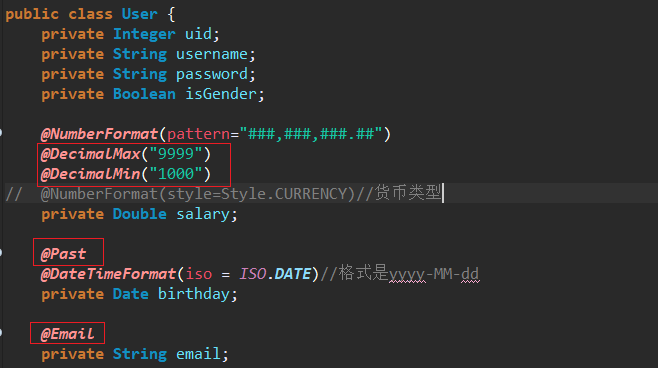 public class User {
private Integer uid;
private String username;
private String password;
private Boolean isGender;
@NumberFormat(pattern="###,###,###.##")
@DecimalMax("9999")
@DecimalMin("1000")
// @NumberFormat(style=Style.CURRENCY)//货币类型
private Double salary;
@Past
@DateTimeFormat(iso = ISO.DATE)//格式是yyyy-MM-dd
private Date birthday;
@Email
private String email;